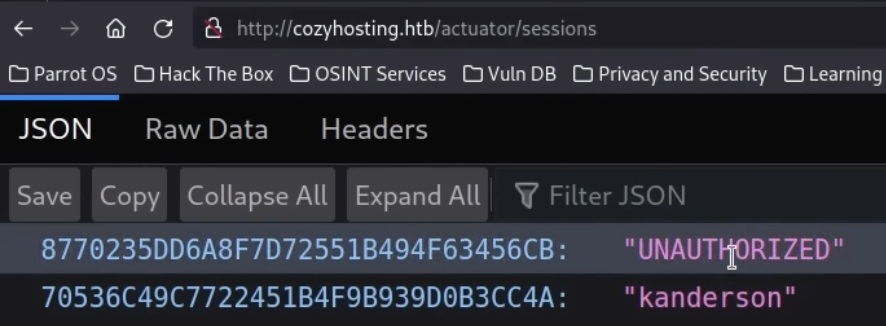 http://cozyhosting.htb/actuator/sessions
Parrot OS Hack The Box OSINT Services Vuln DB Privacy and Security Learning
JSON Raw Data Headers
Save Copy Collapse All Expand All Filter JSON
8770235DD6A8F7D72551B494F63456CB: "UNAUTHORIZED"
70536C49C7722451B4F9B939D0B3CC4A: "kanderson"